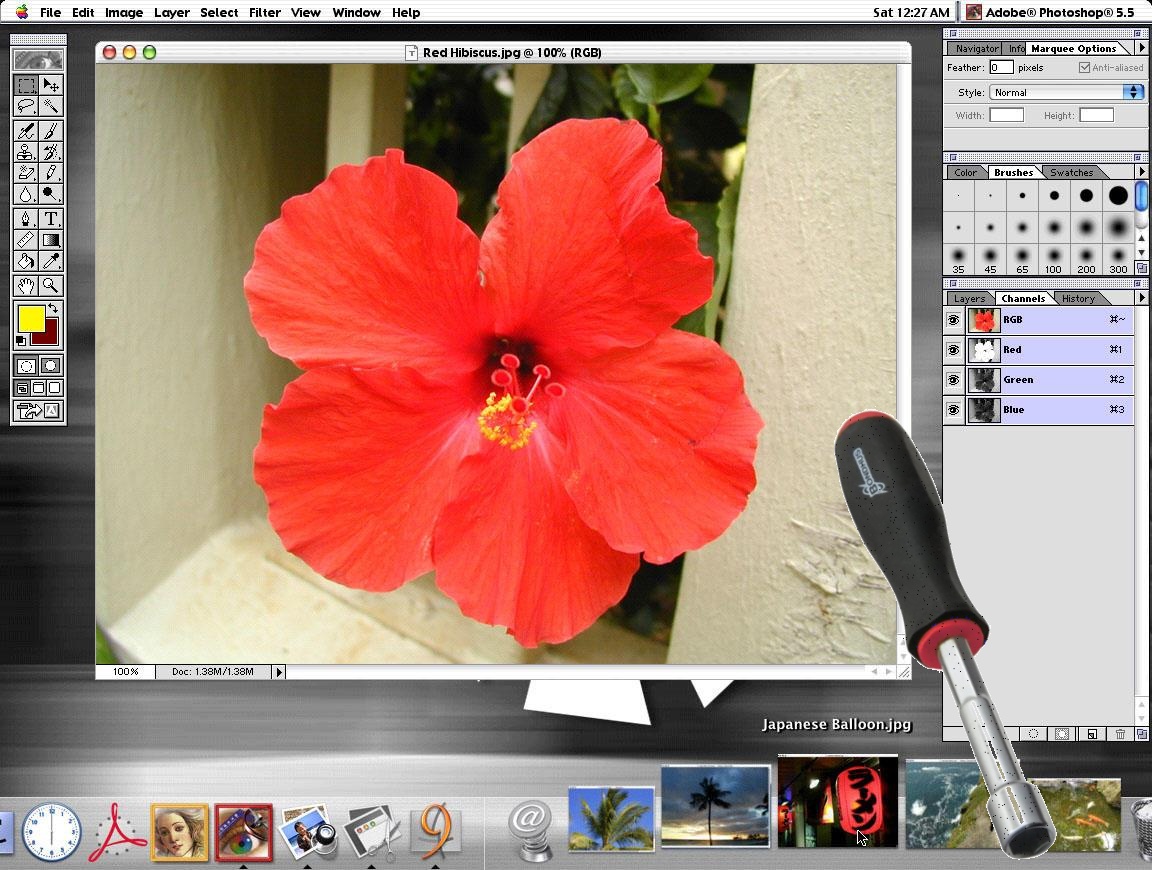 File Edit Image Layer Select Filter View Window Help
Sat 12:27 AM
Adobe® Photoshop® 5.5
Red Hibiscus.jpg @ 100% (RGB)
Navigator Info Marquee Options
Feather: 0 pixels
Anti-aliased
Style: Normal
Width:
Height:
Color Brushes Swatches
35 45 65 100 200 300
Layers Channels History
RGB ⌘~
Red ⌘1
Green ⌘2
Blue ⌘3
T
100% Doc: 1.38M/1.38M
Japanese Balloon.jpg
ラーメン
@
9